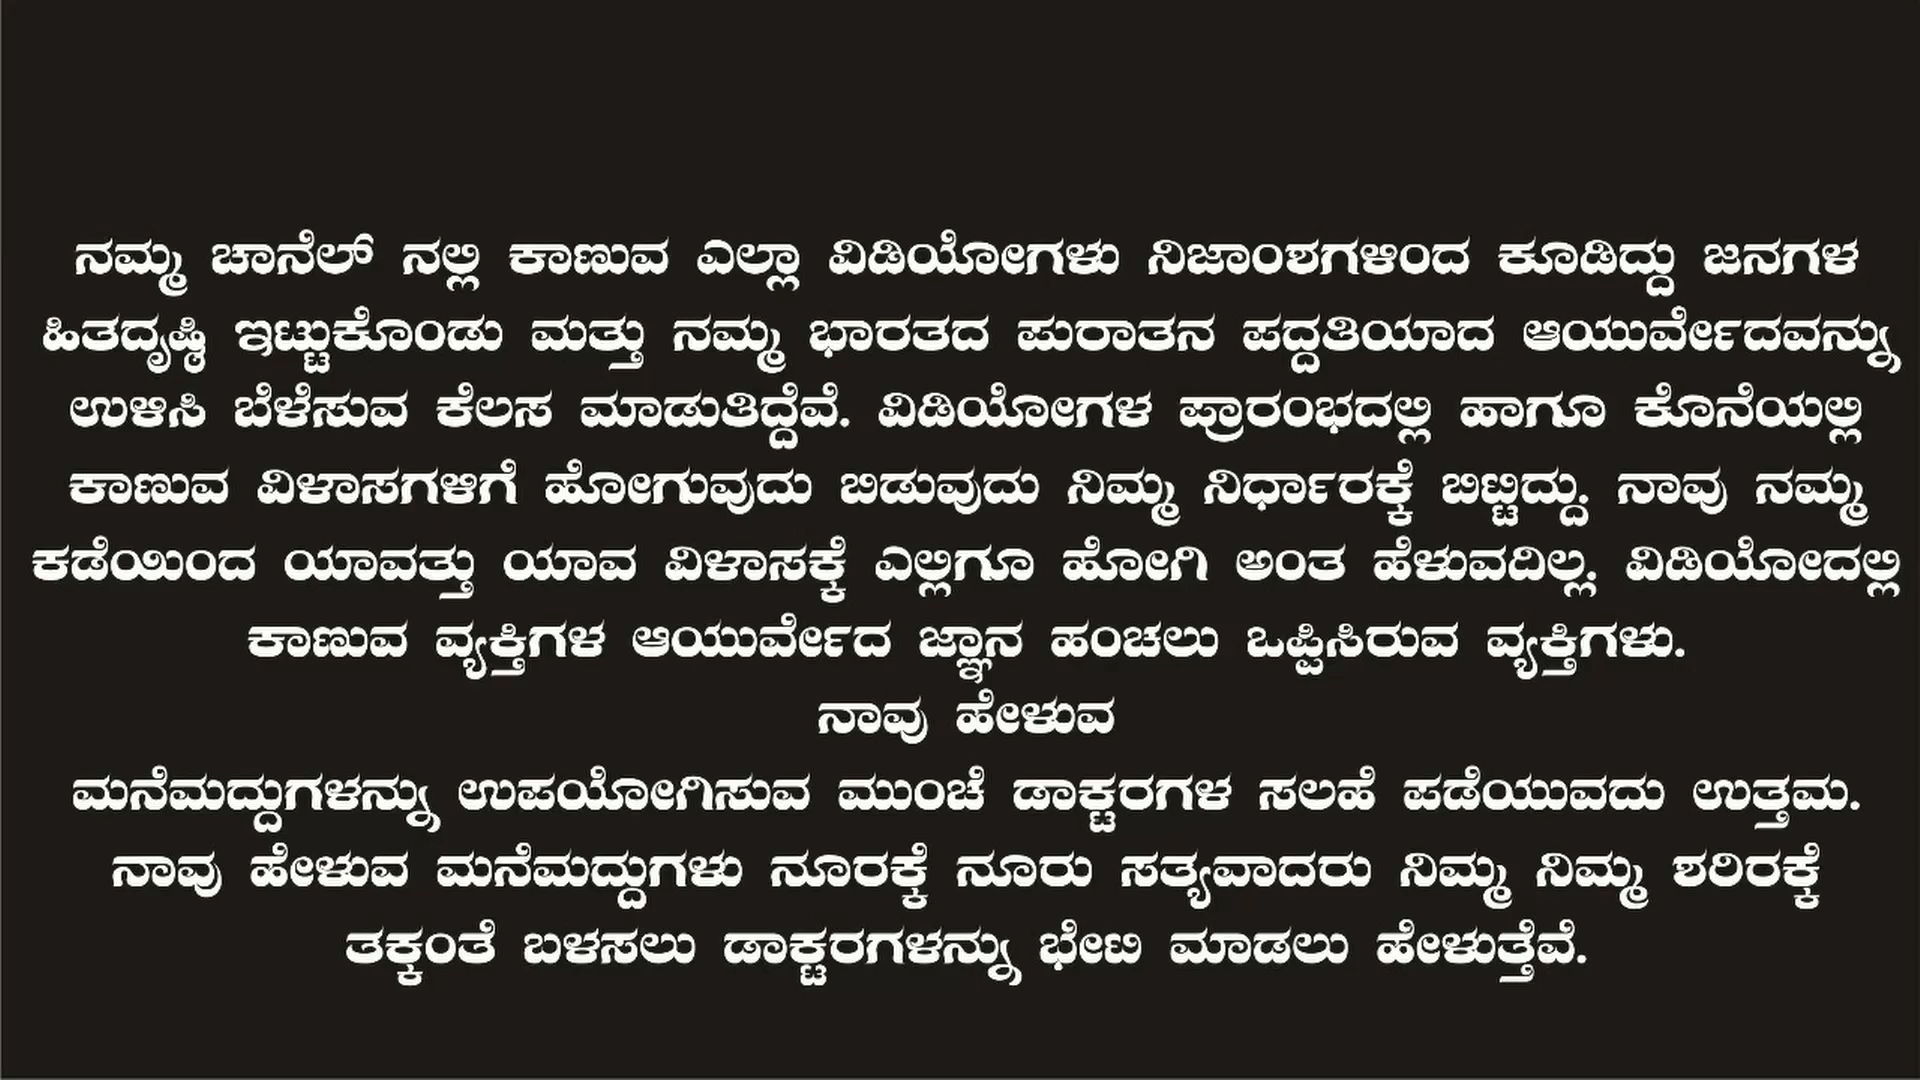 ನಮ್ಮ ಚಾನೆಲ್ ನಲ್ಲಿ ಕಾಣುವ ಎಲ್ಲಾ ವಿಡಿಯೋಗಳು ನಿಜಾಂಶಗಳಿಂದ ಕೂಡಿದ್ದು ಜನಗಳ
ಹಿತದೃಷ್ಠಿ ಇಟ್ಟುಕೊಂಡು ಮತ್ತು ನಮ್ಮ ಭಾರತದ ಪುರಾತನ ಪದ್ದತಿಯಾದ ಆಯುರ್ವೇದವನ್ನು
ಉಳಿಸಿ ಬೆಳೆಸುವ ಕೆಲಸ ಮಾಡುತಿದ್ದೆವೆ. ವಿಡಿಯೋಗಳ ಪ್ರಾರಂಭದಲ್ಲಿ ಹಾಗೂ ಕೊನೆಯಲ್ಲಿ
ಕಾಣುವ ವಿಳಾಸಗಳಿಗೆ ಹೋಗುವುದು ಬಿಡುವುದು ನಿಮ್ಮ ನಿರ್ಧಾರಕ್ಕೆ ಬಿಟ್ಟಿದ್ದು. ನಾವು ನಮ್ಮ
ಕಡೆಯಿಂದ ಯಾವತ್ತು ಯಾವ ವಿಳಾಸಕ್ಕೆ ಎಲ್ಲಿಗೂ ಹೋಗಿ ಅಂತ ಹೆಳುವದಿಲ್ಲ. ವಿಡಿಯೋದಲ್ಲಿ
ಕಾಣುವ ವ್ಯಕ್ತಿಗಳ ಆಯುರ್ವೇದ ಜ್ಞಾನ ಹಂಚಲು ಒಪ್ಪಿಸಿರುವ ವ್ಯಕ್ತಿಗಳು.
ನಾವು ಹೇಳುವ
ಮನೆಮದ್ದುಗಳನ್ನು ಉಪಯೋಗಿಸುವ ಮುಂಚೆ ಡಾಕ್ಟರಗಳ ಸಲಹೆ ಪಡೆಯುವದು ಉತ್ತಮ.
ನಾವು ಹೇಳುವ ಮನೆಮದ್ದುಗಳು ನೂರಕ್ಕೆ ನೂರು ಸತ್ಯವಾದರು ನಿಮ್ಮ ನಿಮ್ಮ ಶರಿರಕ್ಕೆ
ತಕ್ಕಂತೆ ಬಳಸಲು ಡಾಕ್ಟರಗಳನ್ನು ಭೇಟಿ ಮಾಡಲು ಹೇಳುತ್ತೆವೆ.